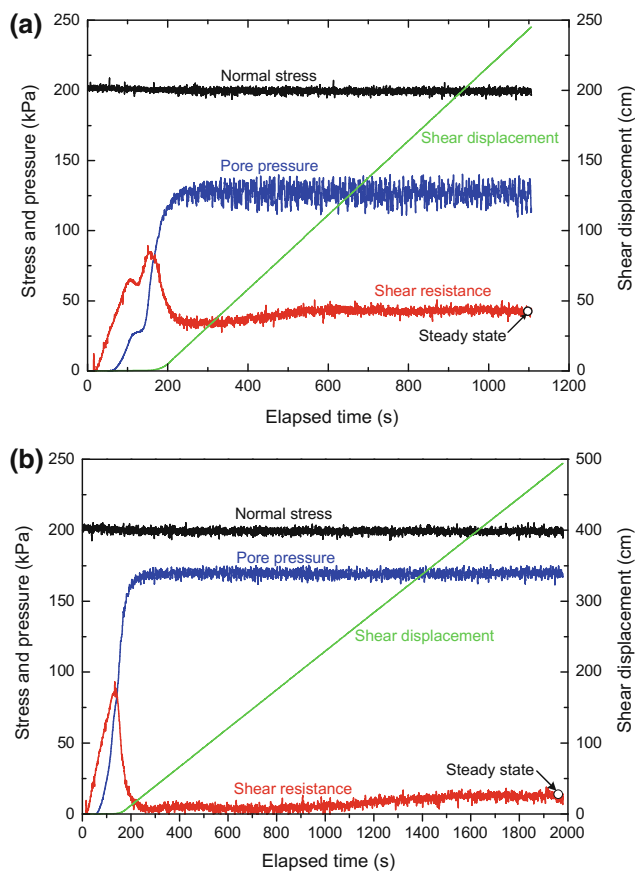 (a)
Stress and pressure (kPa)
250
200
150
100
50
0
Normal stress
Shear displacement
Pore pressure
Shear resistance
Steady state
250
200
150
100
50
0
Shear displacement (cm)
0 200 400 600 800 1000 1200
Elapsed time (s)
(b)
Stress and pressure (kPa)
250
200
150
100
50
0
Normal stress
Pore pressure
Shear displacement
Shear resistance
Steady state
500
400
300
200
100
0
Shear displacement (cm)
0 200 400 600 800 1000 1200 1400 1600 1800 2000
Elapsed time (s)